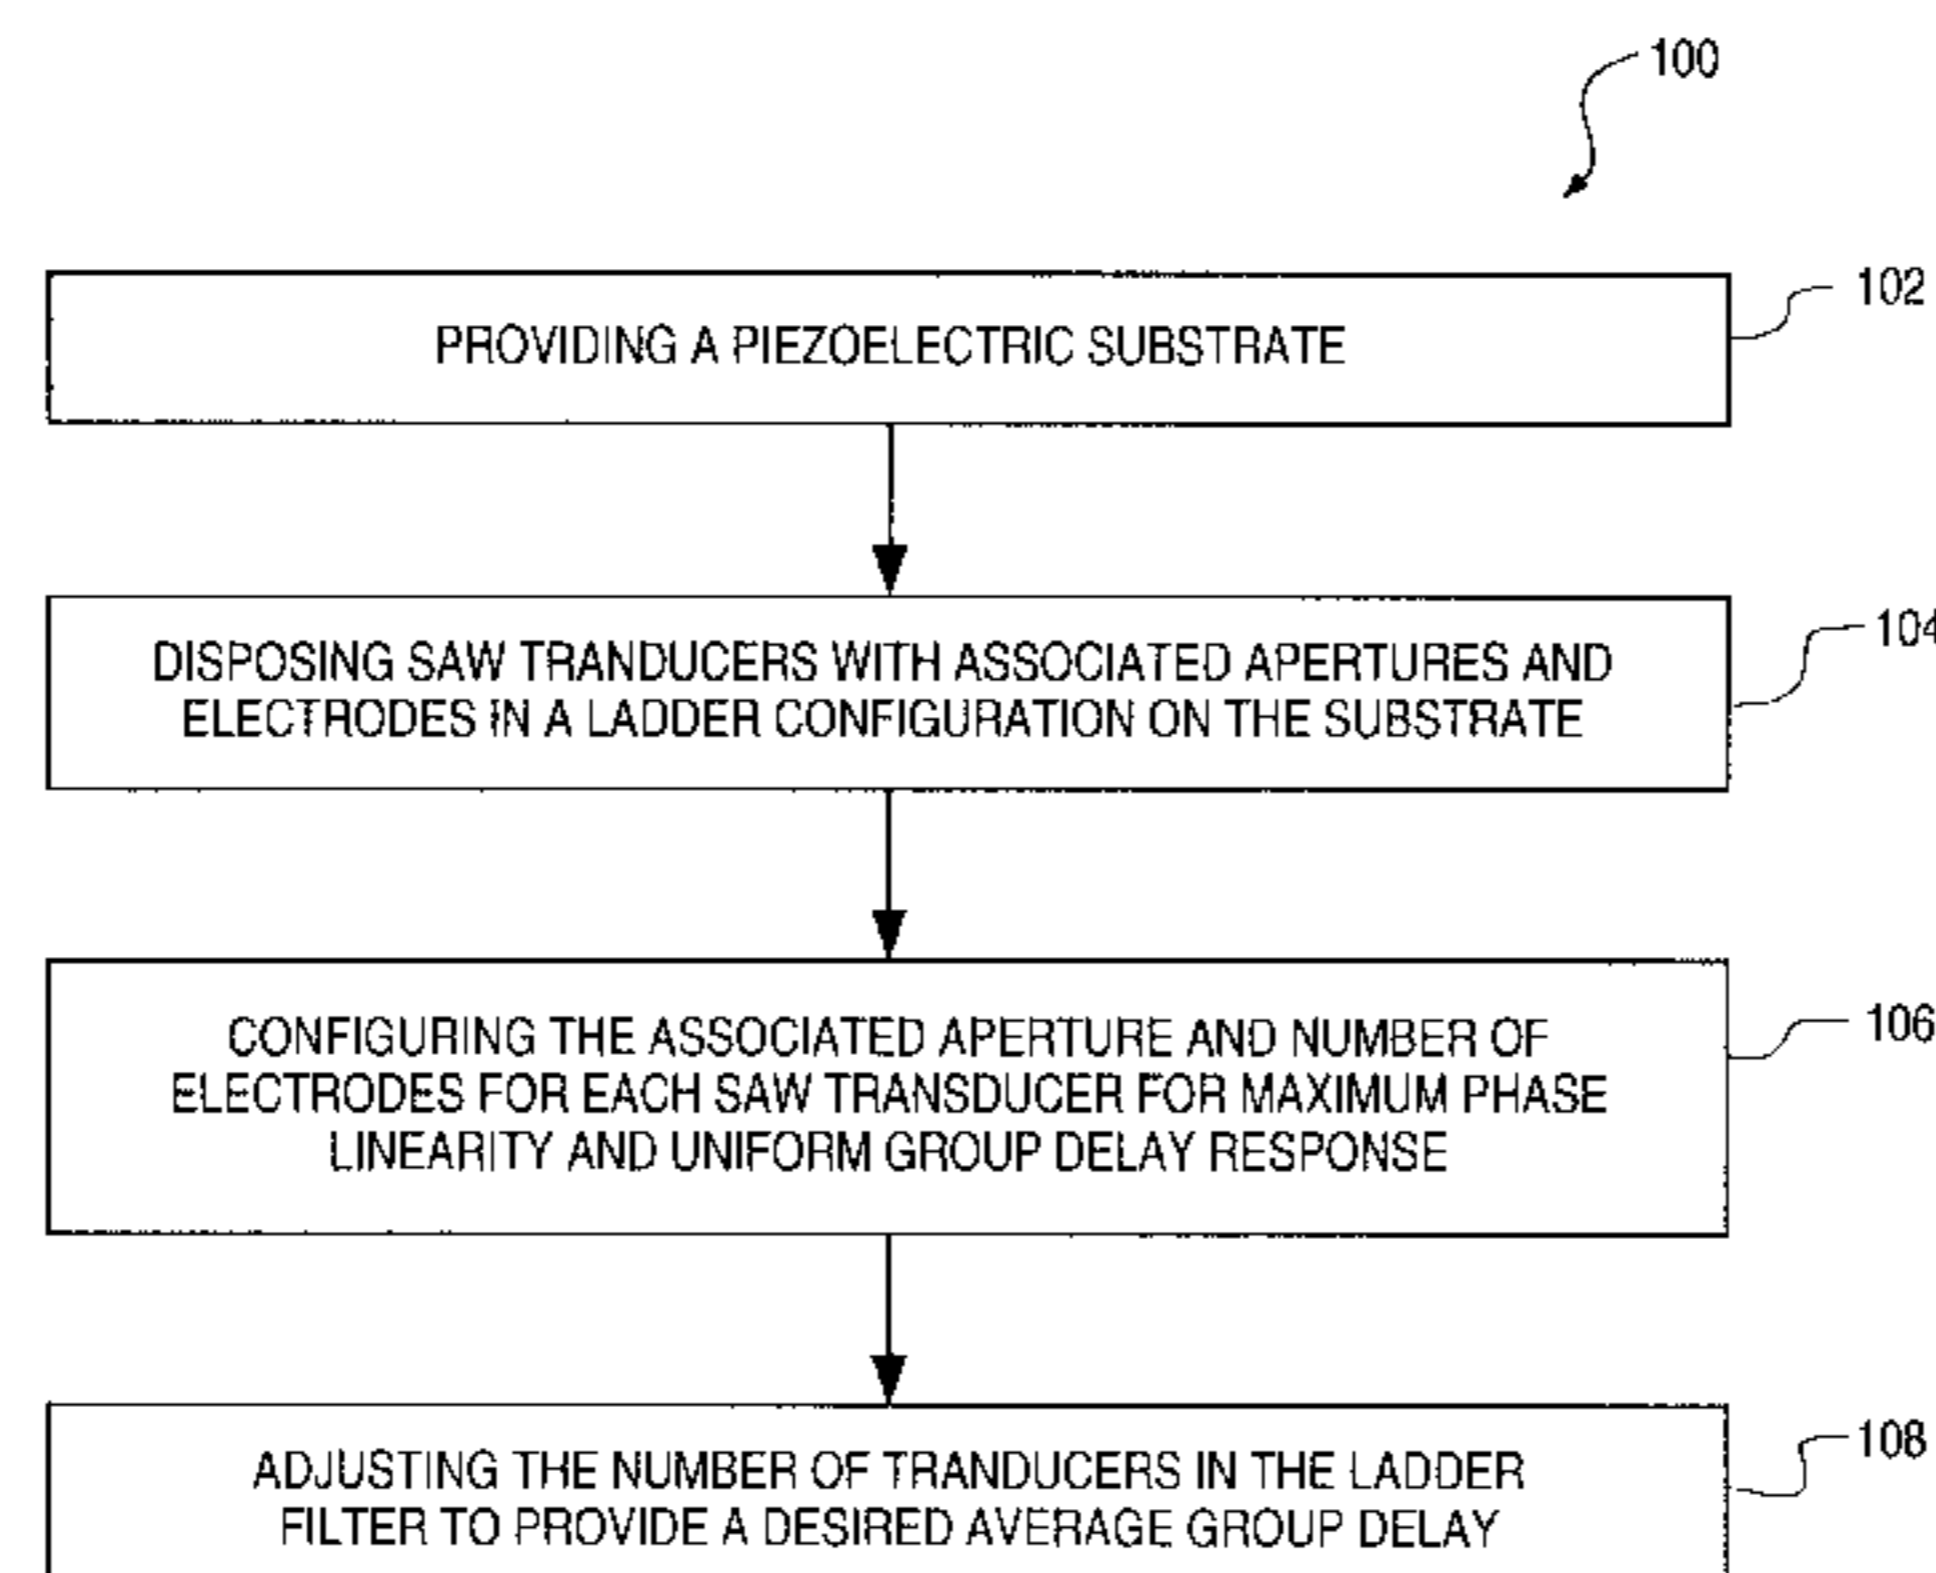 100
102
PROVIDING A PIEZOELECTRIC SUBSTRATE
104
DISPOSING SAW TRANDUCERS WITH ASSOCIATED APERTURES AND
ELECTRODES IN A LADDER CONFIGURATION ON THE SUBSTRATE
106
CONFIGURING THE ASSOCIATED APERTURE AND NUMBER OF
ELECTRODES FOR EACH SAW TRANSDUCER FOR MAXIMUM PHASE
LINEARITY AND UNIFORM GROUP DELAY RESPONSE
108
ADJUSTING THE NUMBER OF TRANDUCERS IN THE LADDER
FILTER TO PROVIDE A DESIRED AVERAGE GROUP DELAY